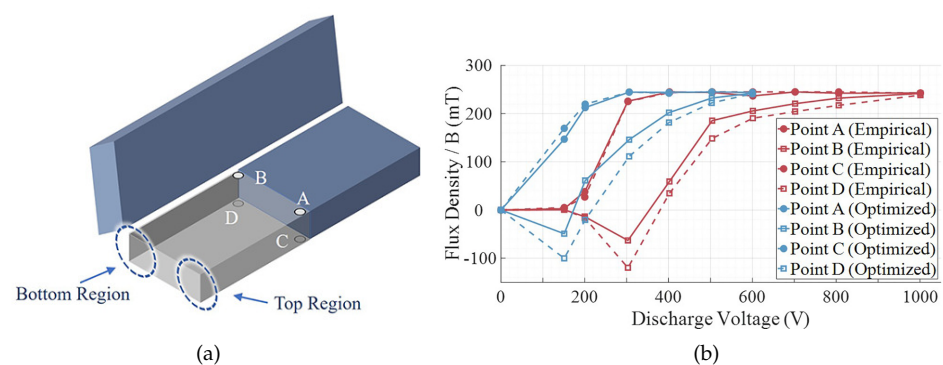 B
A
D
C
Bottom Region
Top Region
(a)
300
200
100
0
-100
Flux Density / B (mT)
Point A (Empirical)
Point B (Empirical)
Point C (Empirical)
Point D (Empirical)
Point A (Optimized)
Point B (Optimized)
Point C (Optimized)
Point D (Optimized)
0 200 400 600 800 1000
Discharge Voltage (V)
(b)